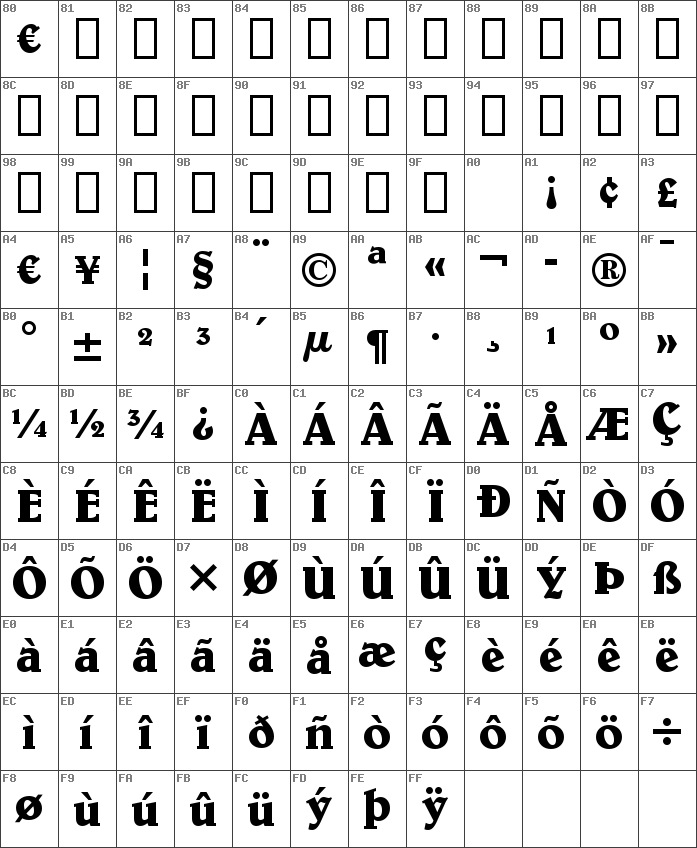 80 81 82 83 84 85 86 87 88 89 8A 8B
€
8C 8D 8E 8F 90 91 92 93 94 95 96 97
98 99 9A 9B 9C 9D 9E 9F A0 A1 A2 A3
¡ ¢ £
A4 A5 A6 A7 A8 A9 AA AB AC AD AE AF
€ ¥ ¦ § ¨ © ª « ¬ - ® ¯
B0 B1 B2 B3 B4 B5 B6 B7 B8 B9 BA BB
° ± ² ³ ´ µ ¶ · ¸ ¹ º »
BC BD BE BF C0 C1 C2 C3 C4 C5 C6 C7
¼ ½ ¾ ¿ À Á Â Ã Ä Å Æ Ç
C8 C9 CA CB CC CD CE CF D0 D1 D2 D3
È É Ê Ë Ì Í Î Ï Ð Ñ Ò Ó
D4 D5 D6 D7 D8 D9 DA DB DC DD DE DF
Ô Õ Ö × Ø ù ú û ü Ý Þ ß
E0 E1 E2 E3 E4 E5 E6 E7 E8 E9 EA EB
à á â ã ä å æ ç è é ê ë
EC ED EE EF F0 F1 F2 F3 F4 F5 F6 F7
ì í î ï ð ñ ò ó ô õ ö ÷
F8 F9 FA FB FC FD FE FF
ø ù ú û ü ý þ ÿ